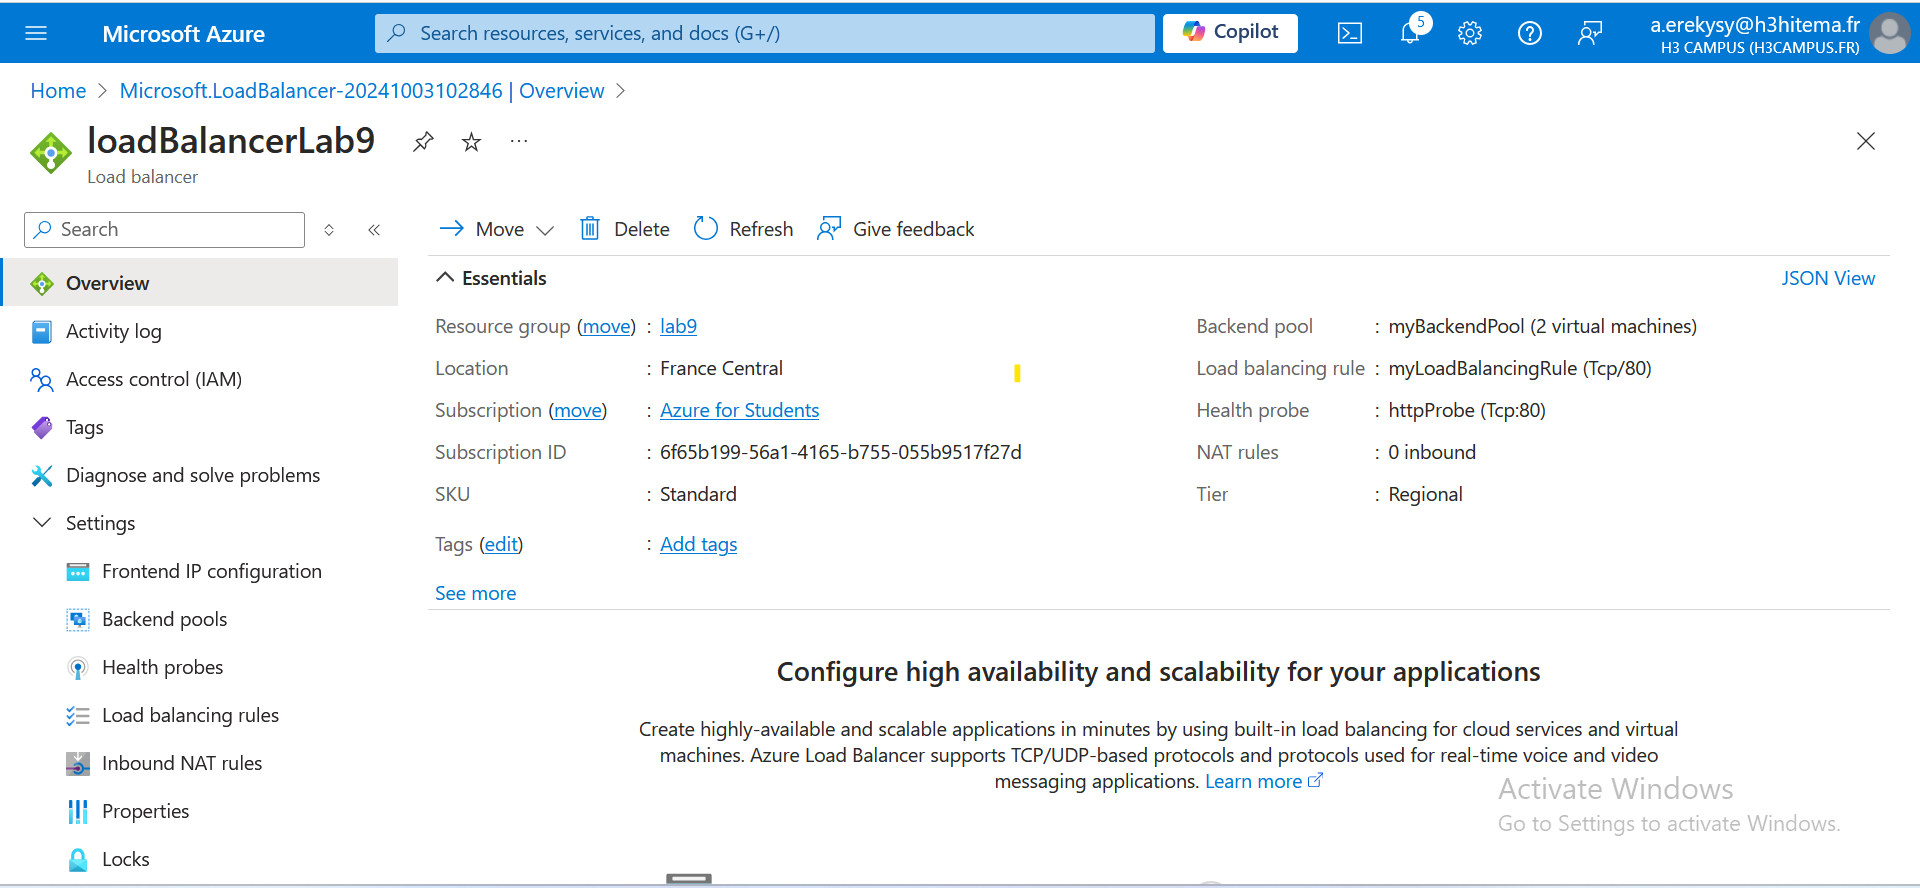 Microsoft Azure
Search resources, services, and docs (G+/)
Copilot
5
a.erekysy@h3hitema.fr
H3 CAMPUS (H3CAMPUS.FR)
Home > Microsoft.LoadBalancer-20241003102846 | Overview >
loadBalancerLab9
Load balancer
Search
Overview
Activity log
Access control (IAM)
Tags
Diagnose and solve problems
Settings
Frontend IP configuration
Backend pools
Health probes
Load balancing rules
Inbound NAT rules
Properties
Locks
Move
Delete
Refresh
Give feedback
Essentials
JSON View
Resource group (move) : lab9
Location : France Central
Subscription (move) : Azure for Students
Subscription ID : 6f65b199-56a1-4165-b755-055b9517f27d
SKU : Standard
Tags (edit) : Add tags
See more
Backend pool : myBackendPool (2 virtual machines)
Load balancing rule : myLoadBalancingRule (Tcp/80)
Health probe : httpProbe (Tcp:80)
NAT rules : 0 inbound
Tier : Regional
Configure high availability and scalability for your applications
Create highly-available and scalable applications in minutes by using built-in load balancing for cloud services and virtual
machines. Azure Load Balancer supports TCP/UDP-based protocols and protocols used for real-time voice and video
messaging applications. Learn more
Activate Windows
Go to Settings to activate Windows.